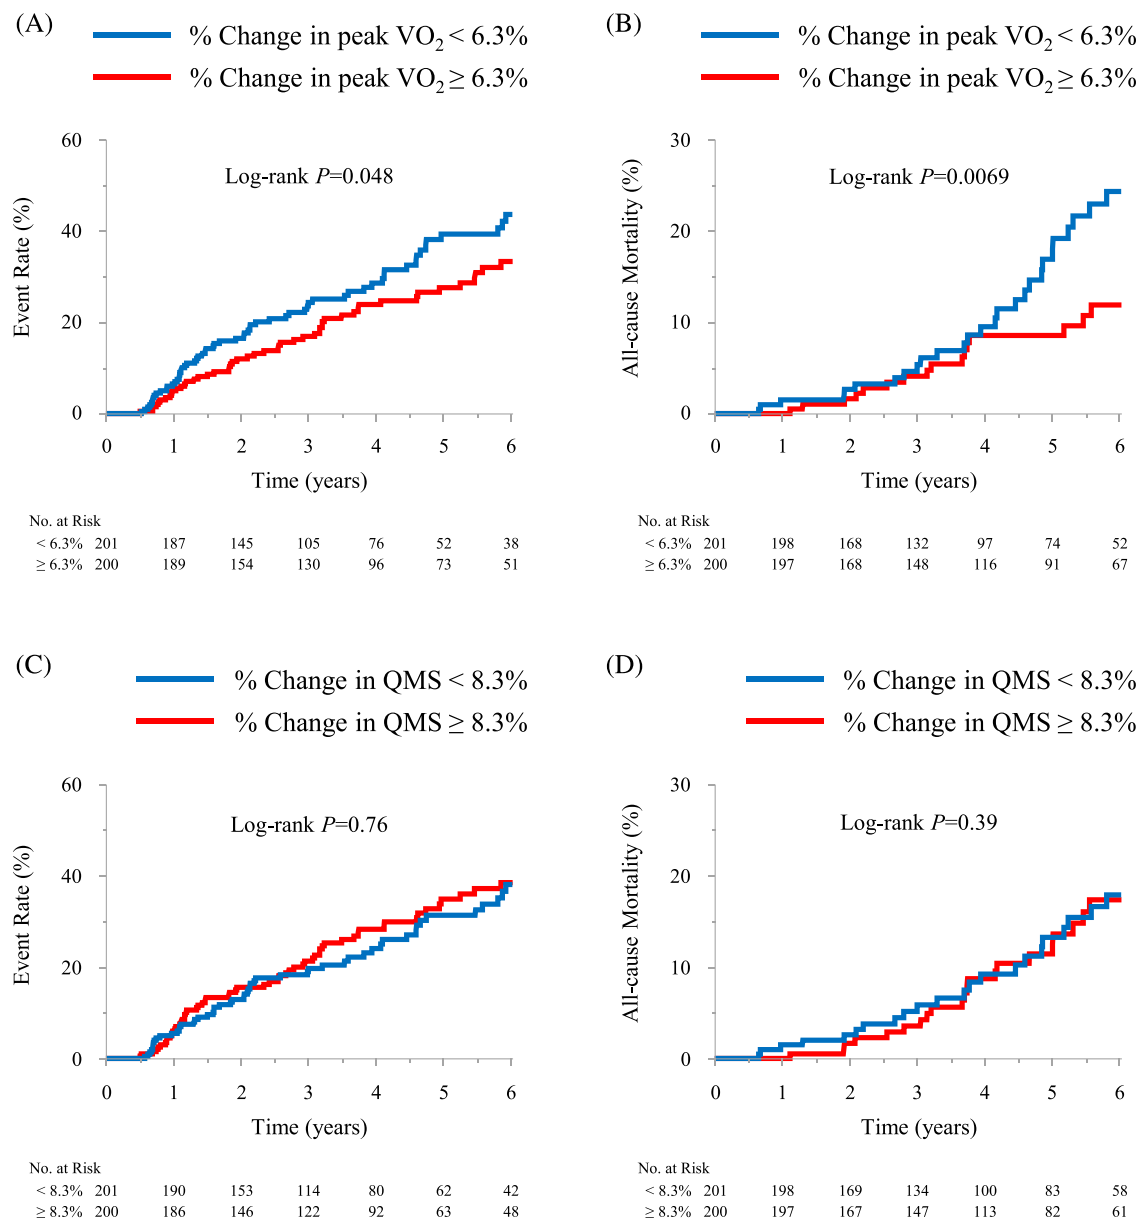 (A)
% Change in peak VO₂ < 6.3%
% Change in peak VO₂ ≥ 6.3%
Event Rate (%)
60
40
20
0
Log-rank P=0.048
0 1 2 3 4 5 6
Time (years)
No. at Risk
< 6.3% 201 187 145 105 76 52 38
≥ 6.3% 200 189 154 130 96 73 51
(B)
% Change in peak VO₂ < 6.3%
% Change in peak VO₂ ≥ 6.3%
All-cause Mortality (%)
30
20
10
0
Log-rank P=0.0069
0 1 2 3 4 5 6
Time (years)
No. at Risk
< 6.3% 201 198 168 132 97 74 52
≥ 6.3% 200 197 168 148 116 91 67
(C)
% Change in QMS < 8.3%
% Change in QMS ≥ 8.3%
Event Rate (%)
60
40
20
0
Log-rank P=0.76
0 1 2 3 4 5 6
Time (years)
No. at Risk
< 8.3% 201 190 153 114 80 62 42
≥ 8.3% 200 186 146 122 92 63 48
(D)
% Change in QMS < 8.3%
% Change in QMS ≥ 8.3%
All-cause Mortality (%)
30
20
10
0
Log-rank P=0.39
0 1 2 3 4 5 6
Time (years)
No. at Risk
< 8.3% 201 198 169 134 100 83 58
≥ 8.3% 200 197 167 147 113 82 61